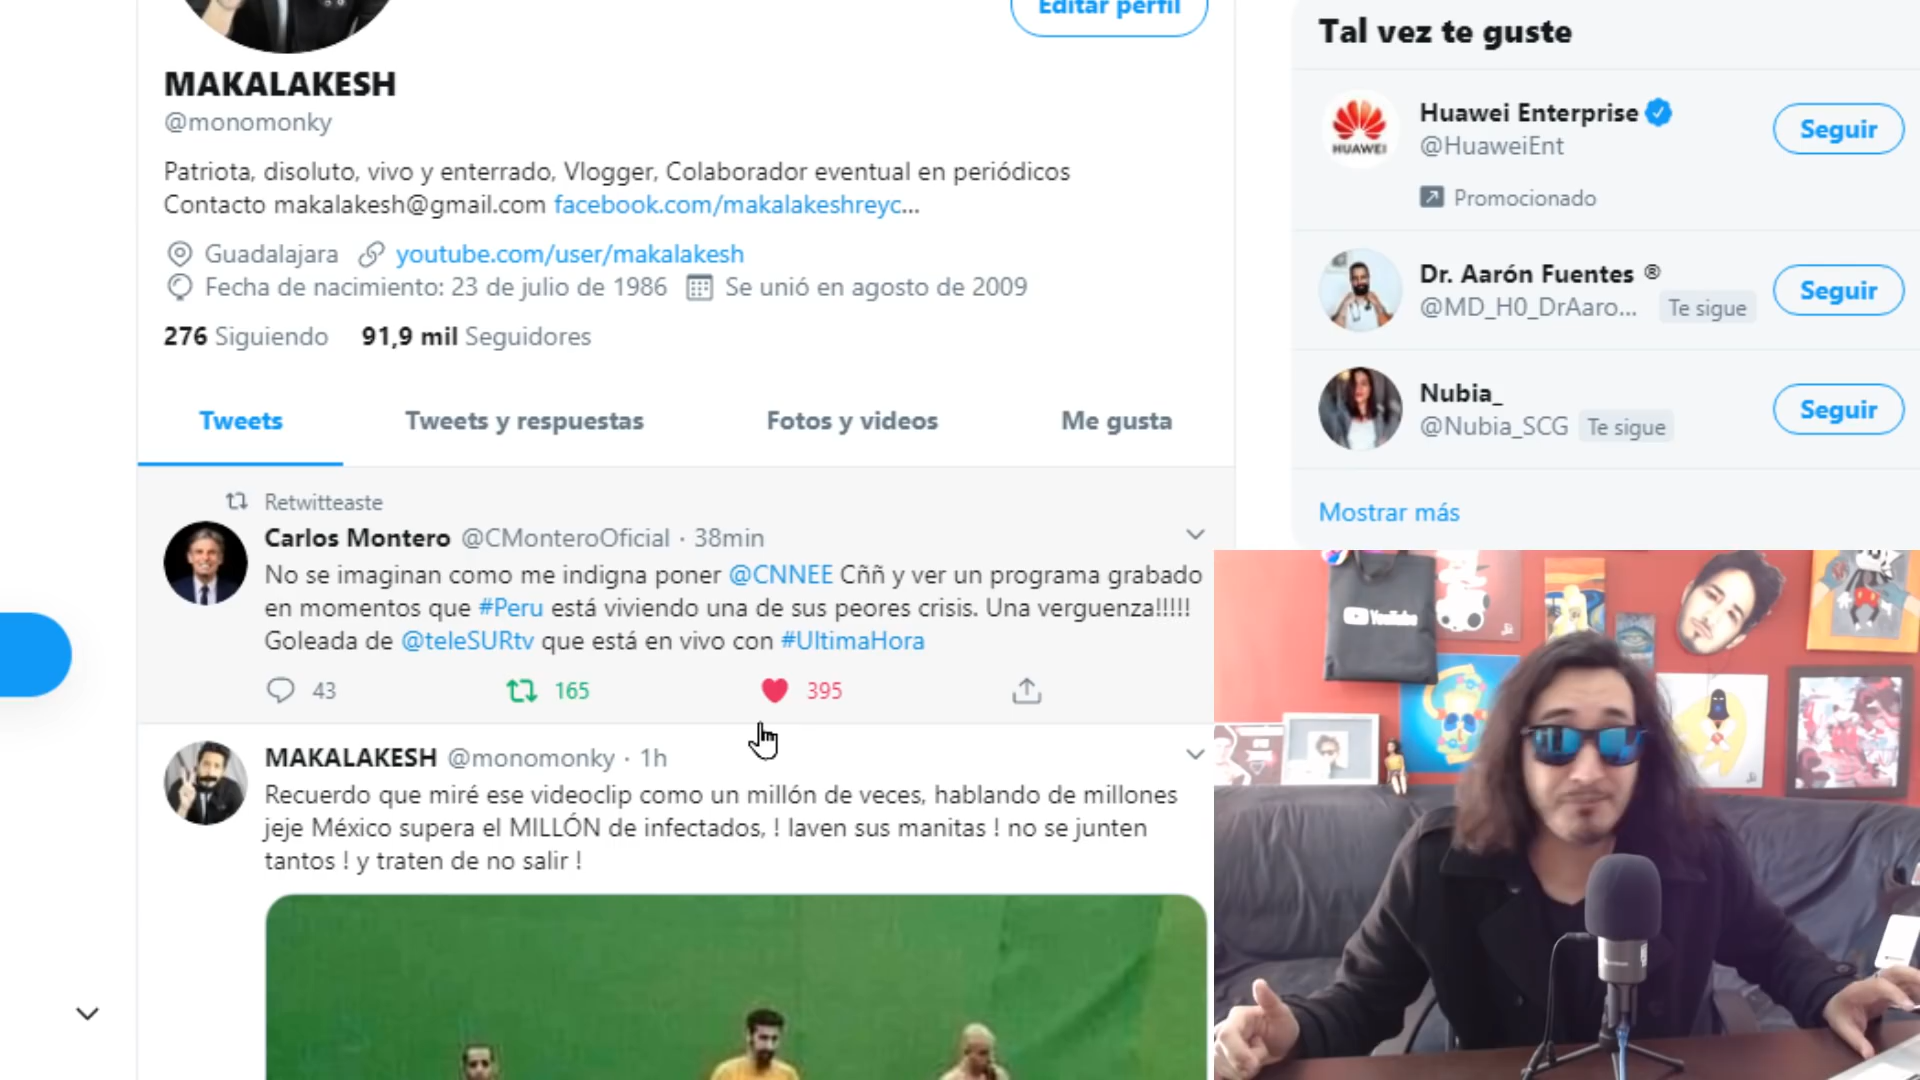 Editar perfil
MAKALAKESH
@monomonky
Patriota, disoluto, vivo y enterrado, Vlogger, Colaborador eventual en periódicos
Contacto makalakesh@gmail.com facebook.com/makalakeshreyc...
Guadalajara youtube.com/user/makalakesh
Fecha de nacimiento: 23 de julio de 1986 Se unió en agosto de 2009
276 Siguiendo 91,9 mil Seguidores
Tweets Tweets y respuestas Fotos y videos Me gusta
Retwitteaste
Carlos Montero @CMonteroOficial · 38min
No se imaginan como me indigna poner @CNNEE Cññ y ver un programa grabado
en momentos que #Peru está viviendo una de sus peores crisis. Una verguenza!!!!!
Goleada de @teleSURtv que está en vivo con #UltimaHora
43 165 395
MAKALAKESH @monomonky · 1h
Recuerdo que miré ese videoclip como un millón de veces, hablando de millones
jeje México supera el MILLÓN de infectados, ! laven sus manitas ! no se junten
tantos ! y traten de no salir !
Tal vez te guste
HUAWEI
Huawei Enterprise
@HuaweiEnt
Seguir
Promocionado
Dr. Aarón Fuentes ®
@MD_H0_DrAaro... Te sigue
Seguir
Nubia_
@Nubia_SCG Te sigue
Seguir
Mostrar más
YouTube